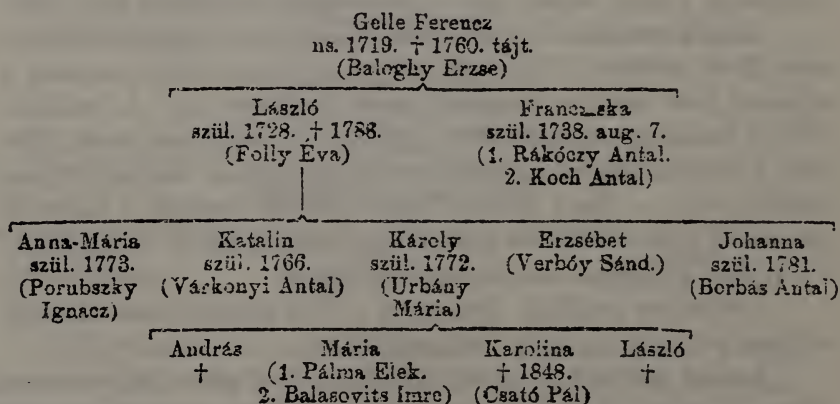 Gelle Ferencz
ns. 1719. † 1760. tájt.
(Baloghy Erzse)
László Francziska
szül. 1728. † 1788. szül. 1738. aug. 7.
(Folly Éva) (1. Rákóczy Antal.
2. Koch Antal)
Anna-Mária Katalin Károly Erzsébet Johanna
szül. 1773. szül. 1766. szül. 1772. (Verbóy Sánd.) szül. 1781.
(Porubszky (Várkonyi Antal) (Urbány (Borbás Antal)
Ignacz) Mária)
András Mária Karolina László
† (1. Pálma Elek. † 1848. †
2. Balasovits Imre) (Csató Pál)